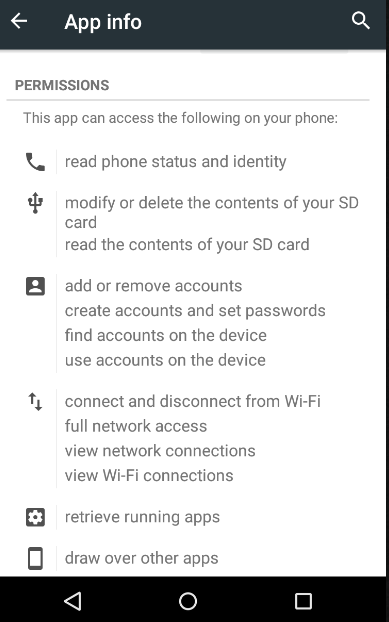 App info
PERMISSIONS
This app can access the following on your phone:
read phone status and identity
modify or delete the contents of your SD
card
read the contents of your SD card
add or remove accounts
create accounts and set passwords
find accounts on the device
use accounts on the device
connect and disconnect from Wi-Fi
full network access
view network connections
view Wi-Fi connections
retrieve running apps
draw over other apps